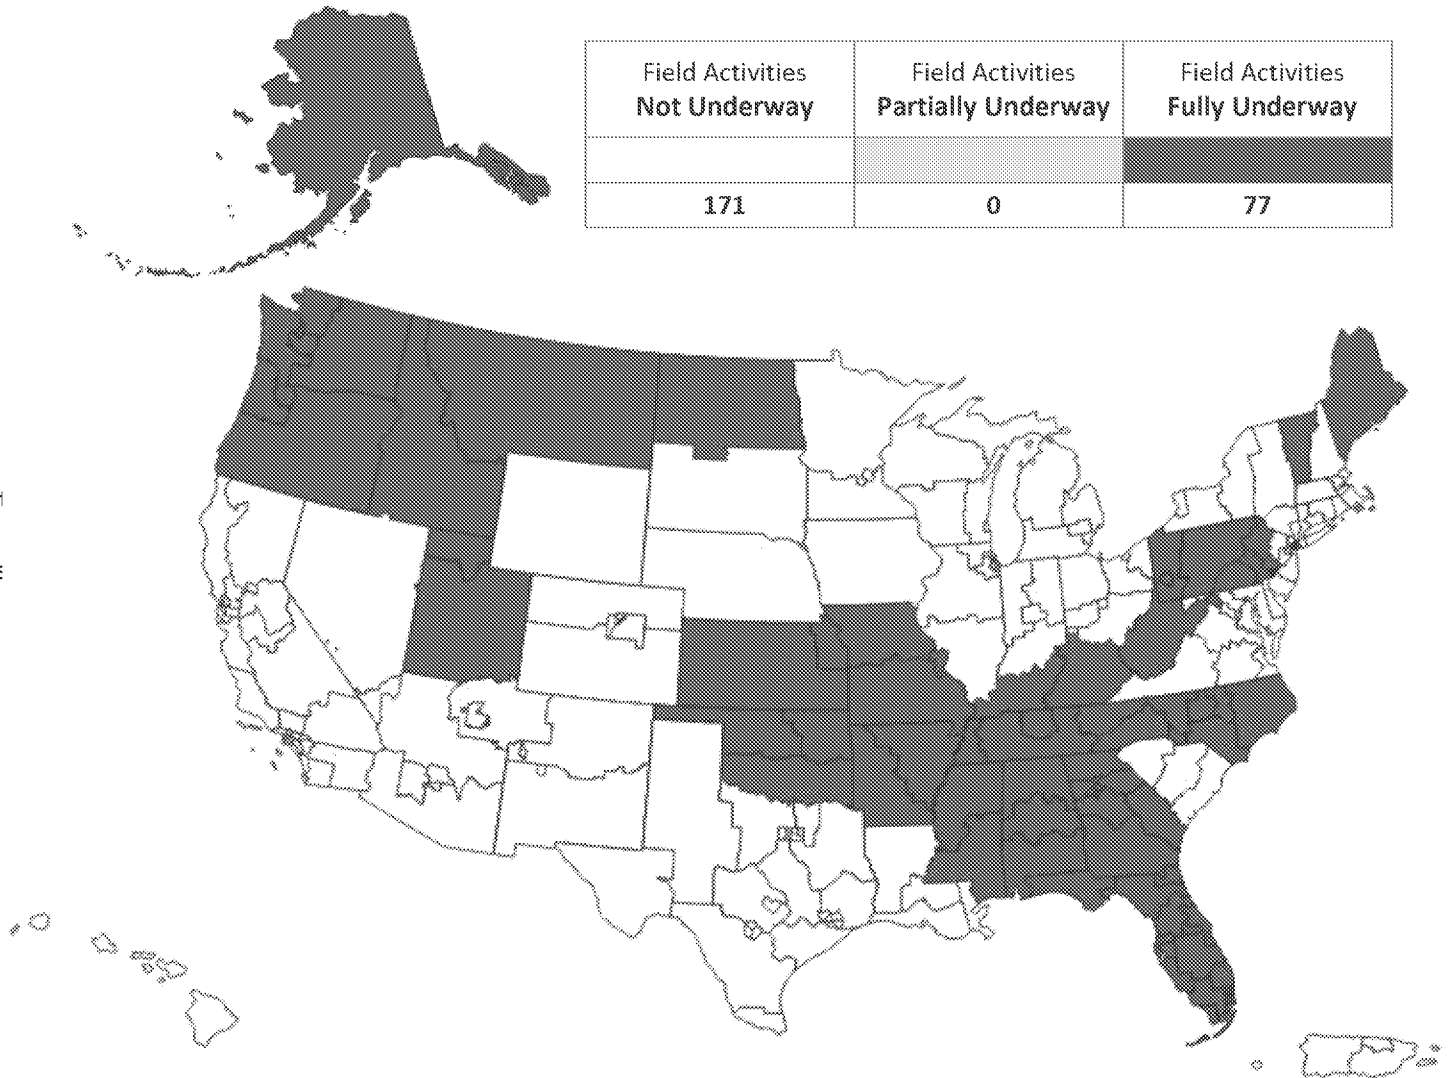 Field Activities
Not Underway
Field Activities
Partially Underway
Field Activities
Fully Underway
171
0
77